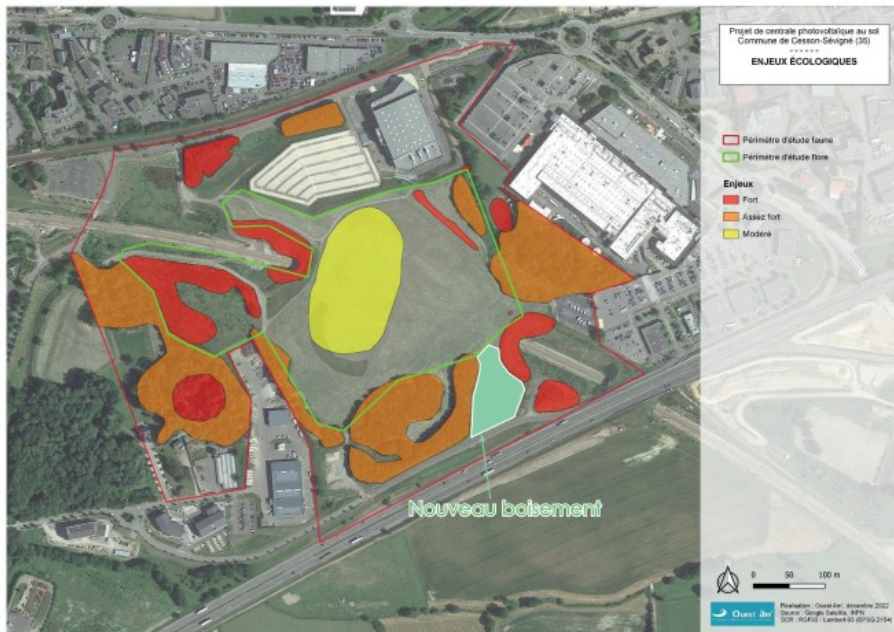 Projet de centrale photovoltaïque au sol
Commune de Cesson-Sévigné (35)
ENJEUX ÉCOLOGIQUES
Périmètre d'étude faune
Périmètre d'étude flore
Enjeux
Fort
Assez fort
Modéré
Nouveau boisement
0 50 100 m
Ouest Am'
Réalisation : Ouest Am', décembre 2022
Source : Google Satellite, INPN
SCR : RGF93 / Lambert-93 (EPSG:2154)